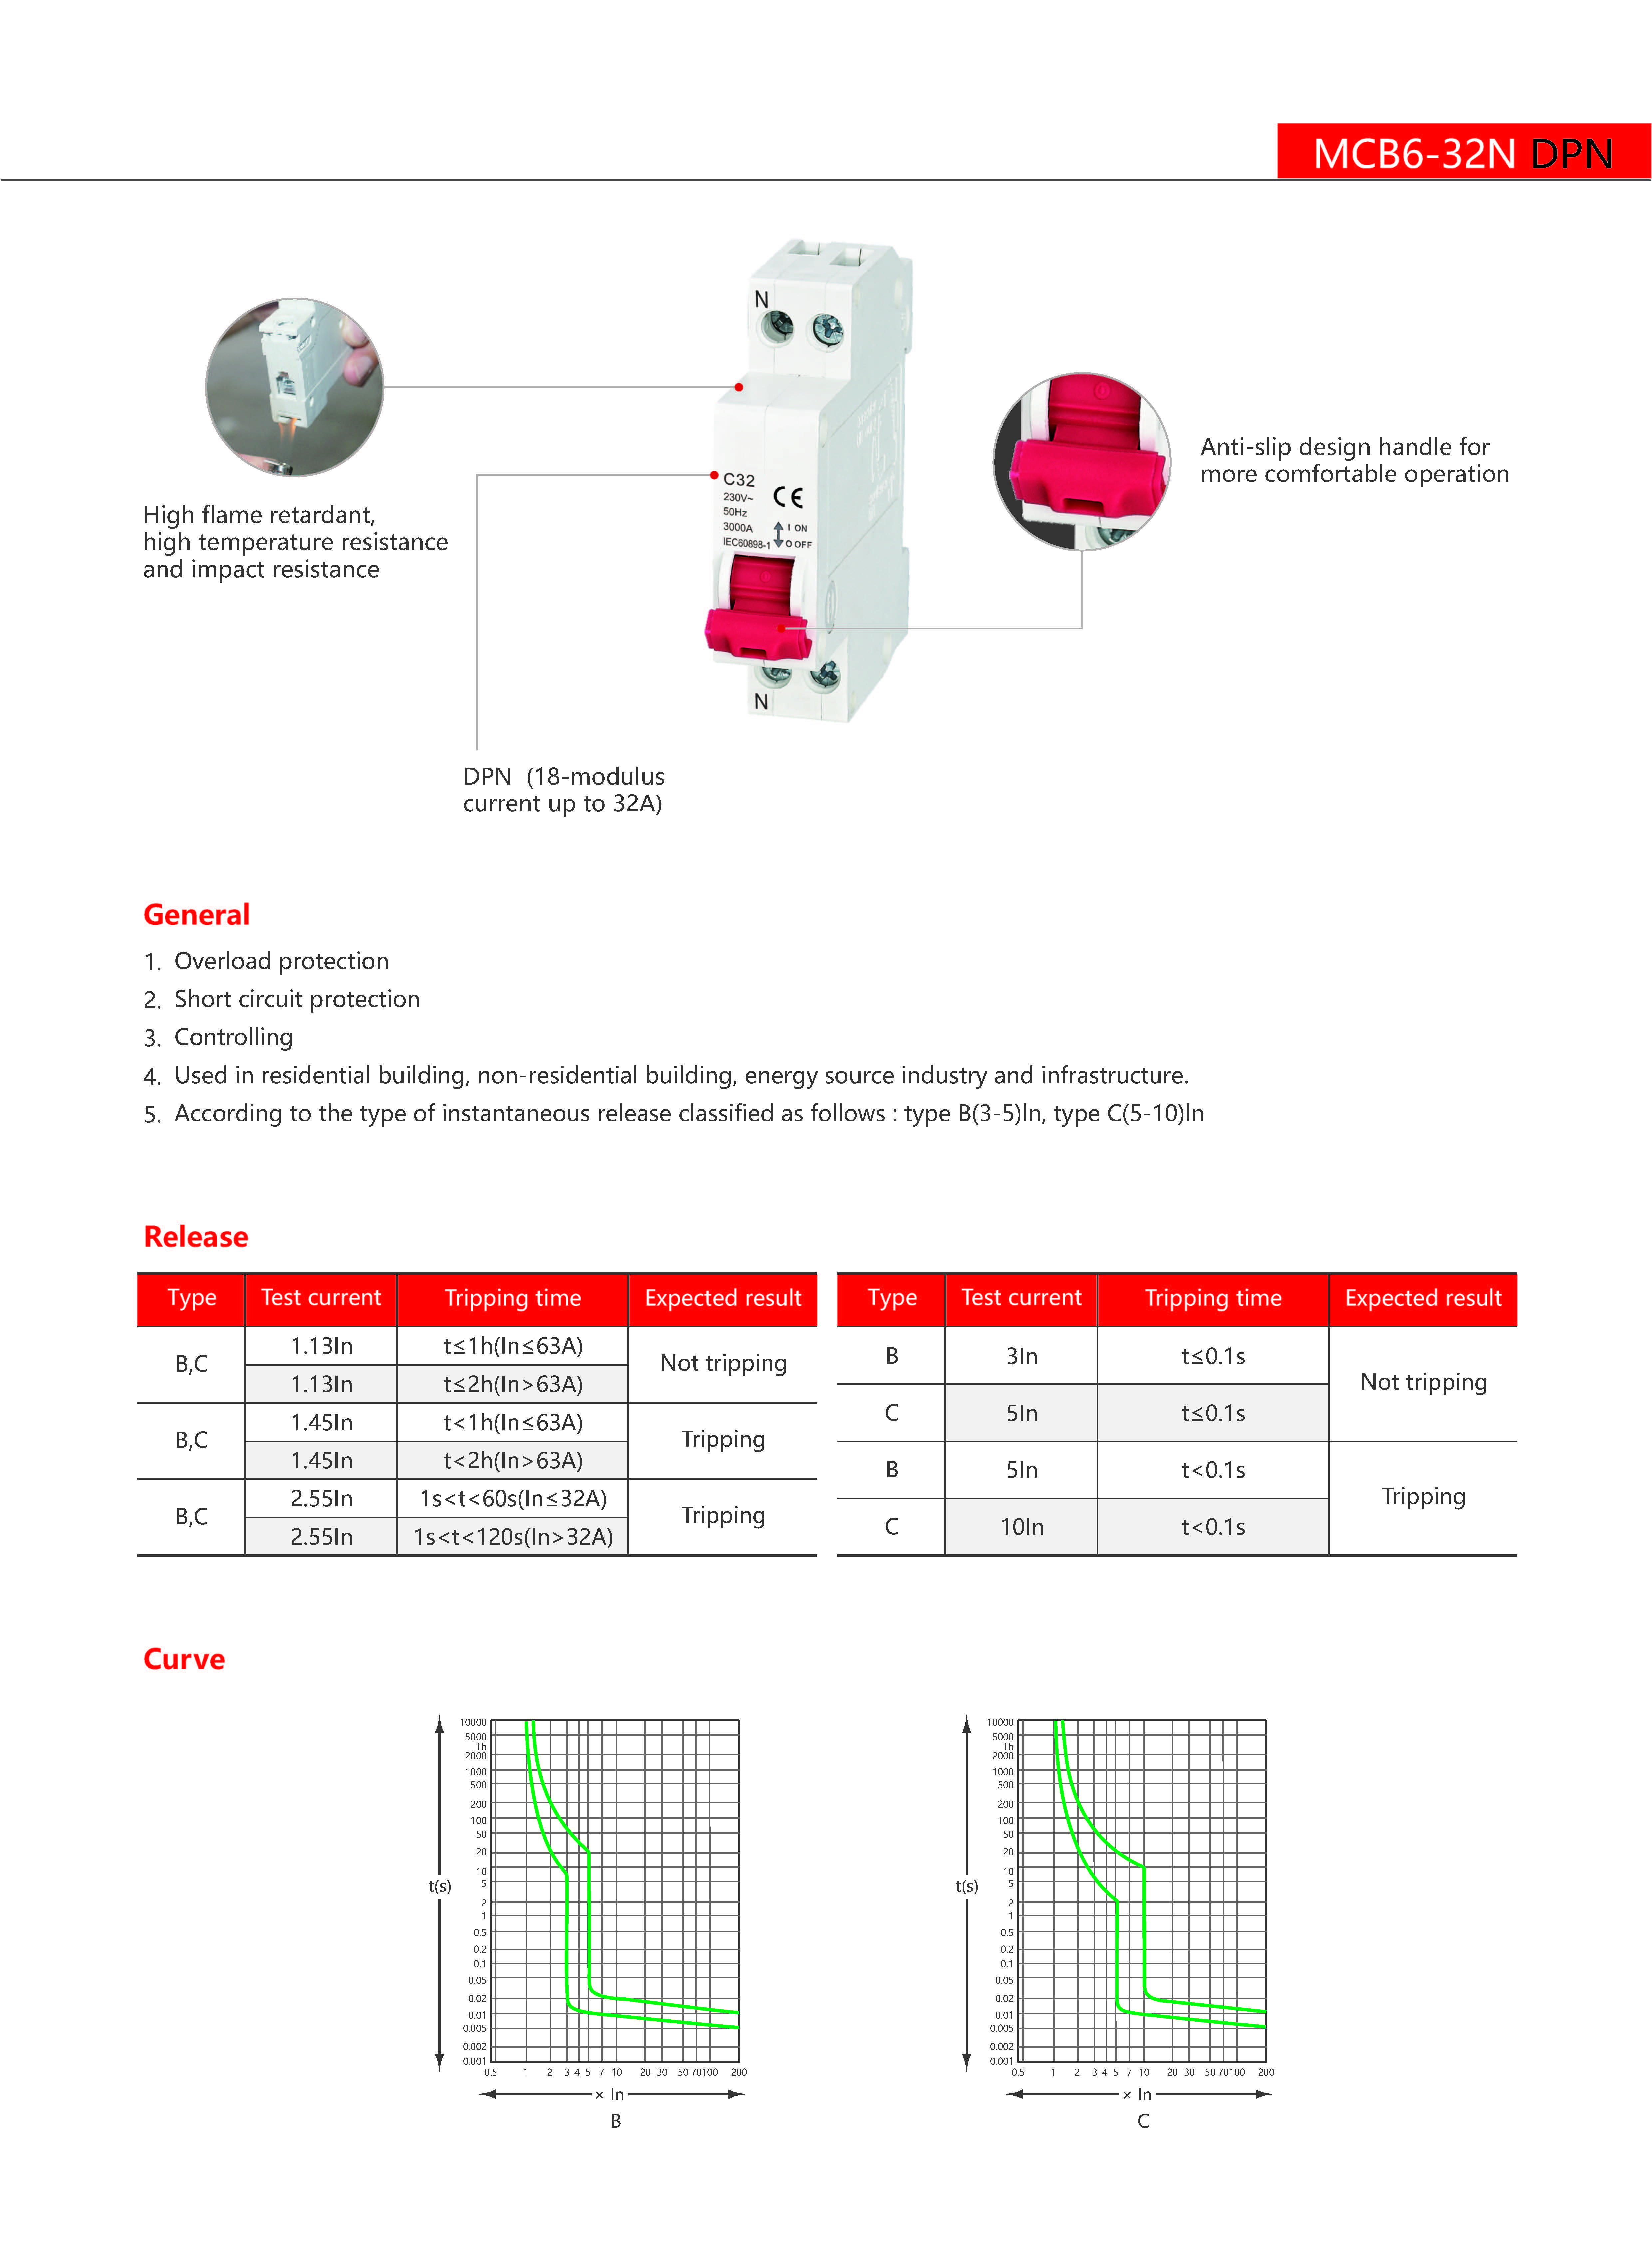 MCB6-32N DPN
N
C32
230V~
50Hz
3000A
IEC60898-1
CE
I ON
O OFF
N
High flame retardant,
high temperature resistance
and impact resistance
Anti-slip design handle for
more comfortable operation
DPN (18-modulus
current up to 32A)
General
1. Overload protection
2. Short circuit protection
3. Controlling
4. Used in residential building, non-residential building, energy source industry and infrastructure.
5. According to the type of instantaneous release classified as follows : type B(3-5)ln, type C(5-10)ln
Release
Type Test current Tripping time Expected result
B,C 1.13In t≤1h(In≤63A) Not tripping
1.13In t≤2h(In>63A)
B,C 1.45In t<1h(In≤63A) Tripping
1.45In t<2h(In>63A)
B,C 2.55In 1s<t<60s(In≤32A) Tripping
2.55In 1s<t<120s(In>32A)
Type Test current Tripping time Expected result
B 3In t≤0.1s Not tripping
C 5In t≤0.1s
B 5In t<0.1s Tripping
C 10In t<0.1s
Curve
10000
5000
1h
2000
1000
500
200
100
50
20
10
5
2
1
0.5
0.2
0.1
0.05
0.02
0.01
0.005
0.002
0.001
t(s)
0.5 1 2 3 4 5 7 10 20 30 50 70 100 200
× In
B
10000
5000
1h
2000
1000
500
200
100
50
20
10
5
2
1
0.5
0.2
0.1
0.05
0.02
0.01
0.005
0.002
0.001
t(s)
0.5 1 2 3 4 5 7 10 20 30 50 70 100 200
× In
C